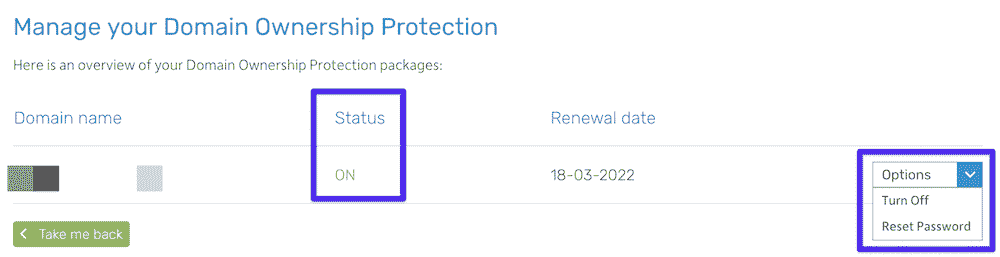 Manage your Domain Ownership Protection
Here is an overview of your Domain Ownership Protection packages:
Domain name Status Renewal date
ON 18-03-2022 Options
Turn Off
Reset Password
Take me back